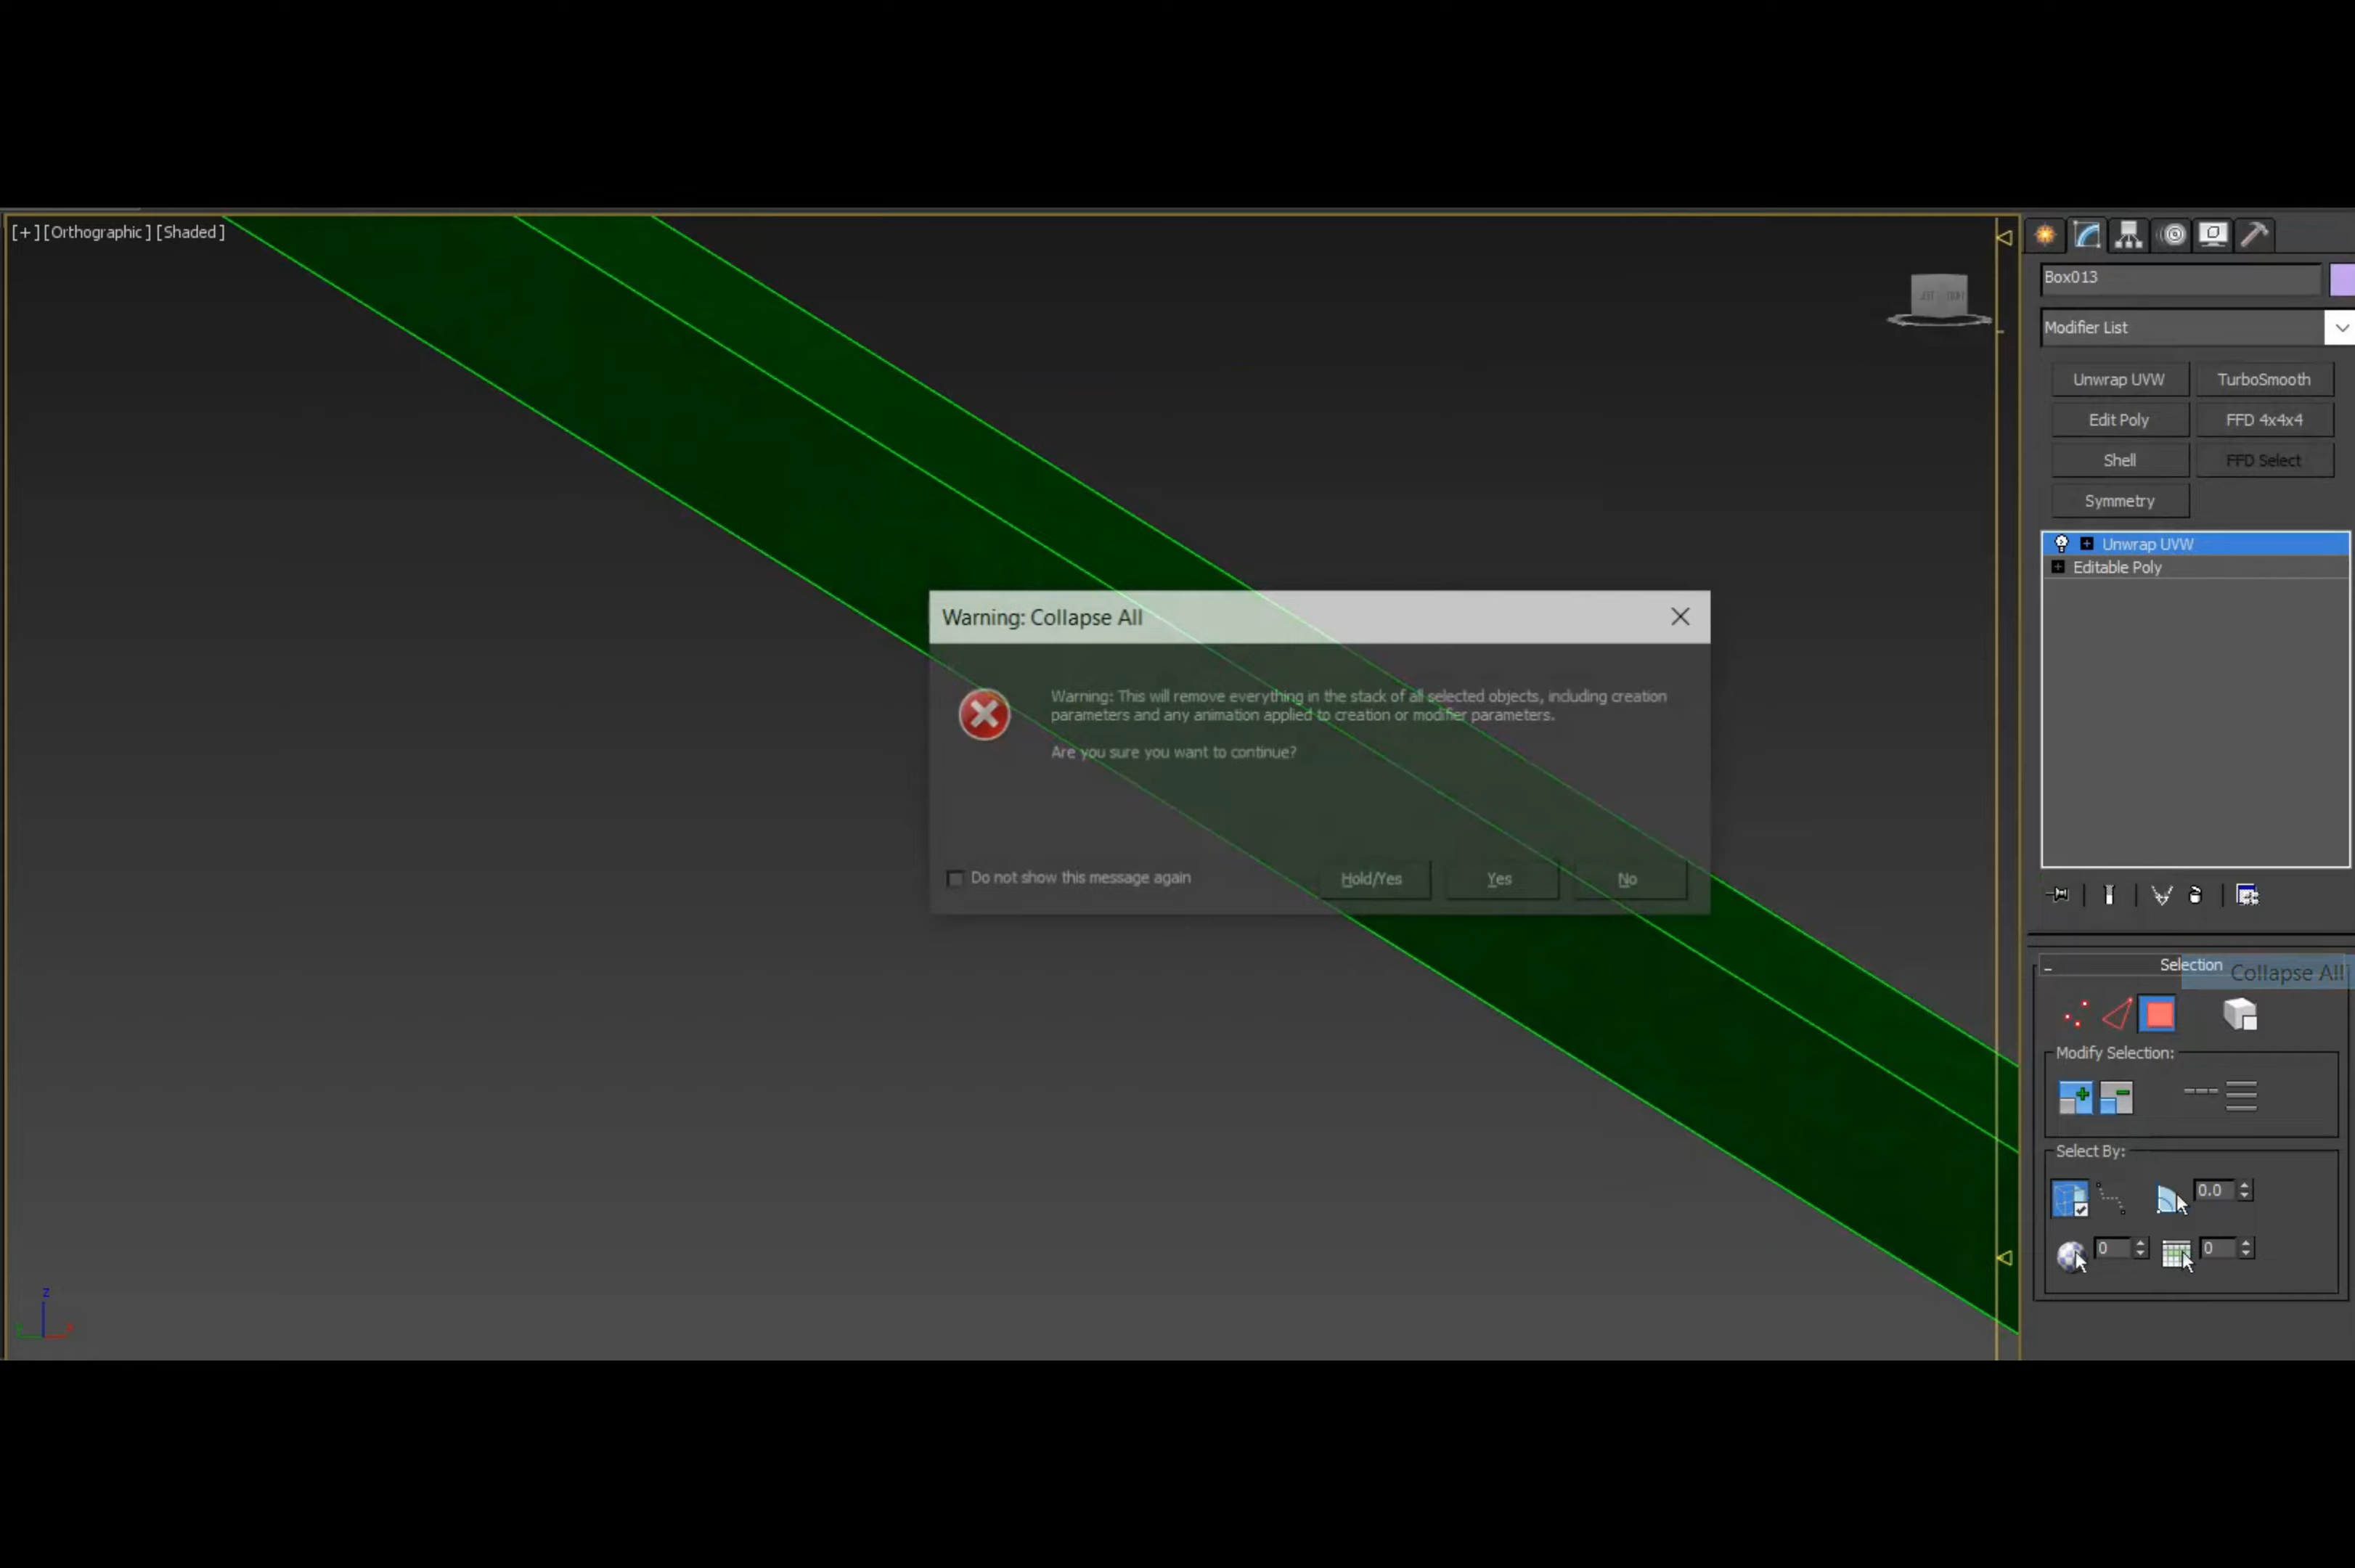 [+][Orthographic][Shaded]
Box013
Modifier List
Unwrap UVW
TurboSmooth
Edit Poly
FFD 4x4x4
Shell
FFD Select
Symmetry
Unwrap UVW
Editable Poly
Warning: Collapse All
Warning: This will remove everything in the stack of all selected objects, including creation
parameters and any animation applied to creation or modifier parameters.
Are you sure you want to continue?
Do not show this message again
Hold/Yes
Yes
No
Selection
Collapse All
Modify Selection:
Select By:
0.0
0
0
z